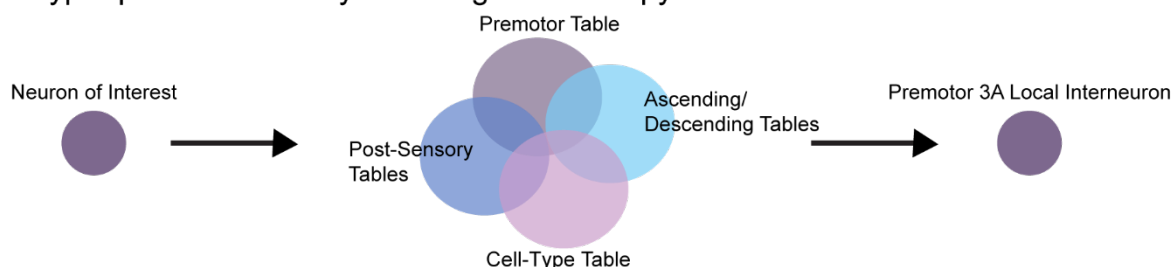 Premotor Table
Neuron of Interest
Ascending/
Descending Tables
Premotor 3A Local Interneuron
Post-Sensory
Tables
Cell-Type Table